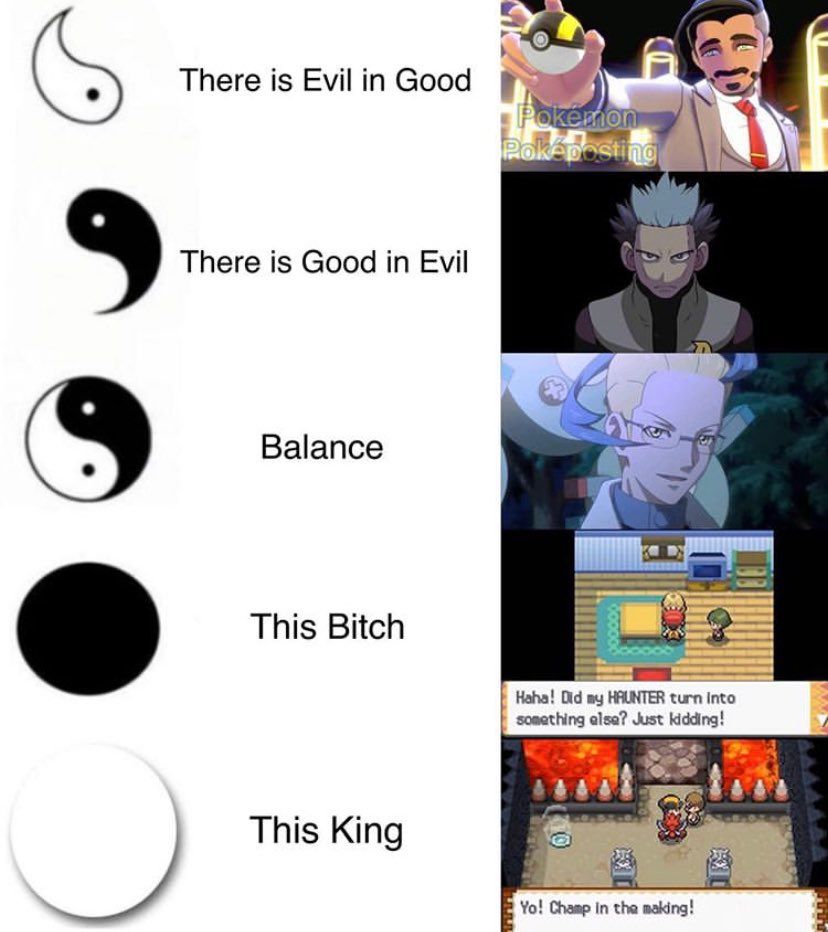 There is Evil in Good
Pokémon
Poképosting
There is Good in Evil
Balance
This Bitch
Haha! Did my HAUNTER turn into
something else? Just kidding!
This King
Yo! Champ in the making!